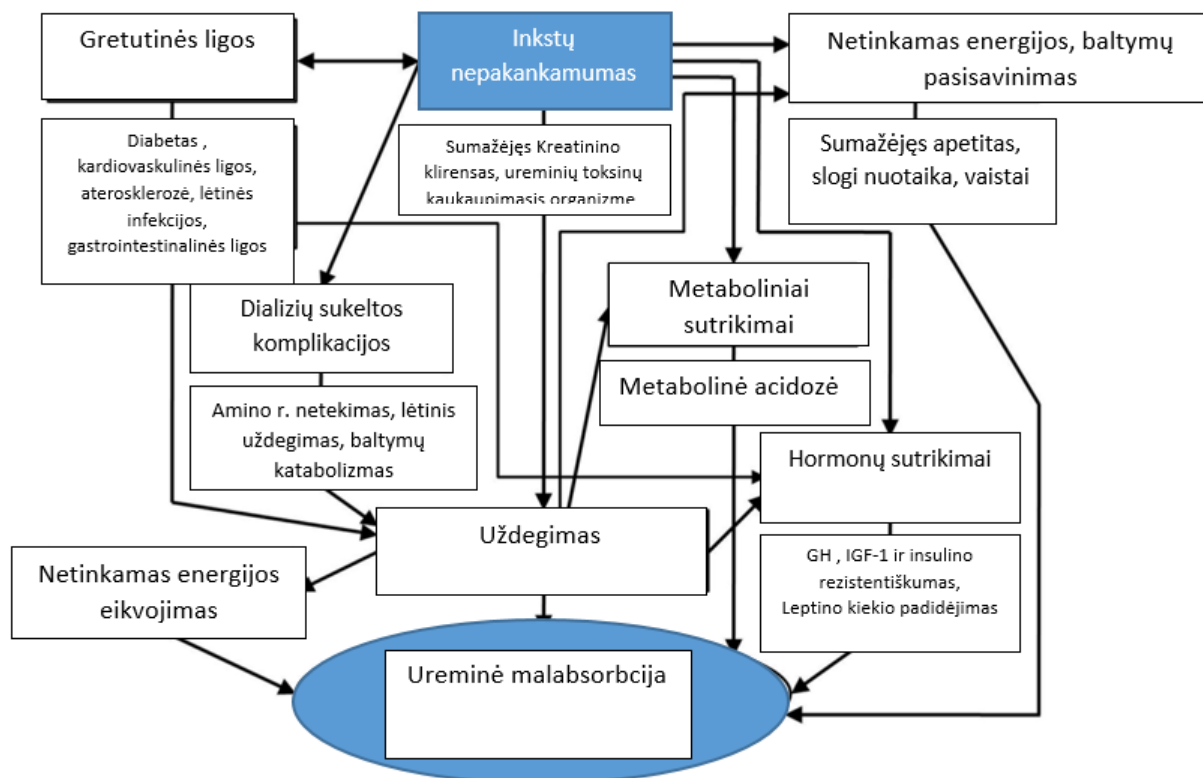 Gretutinės ligos
Inkstų
nepakankamumas
Netinkamas energijos, baltymų
pasisavinimas
Diabetas ,
kardiovaskulinės ligos,
aterosklerozė, lėtinės
infekcijos,
gastrointestinalinės ligos
Sumažėjęs Kreatinino
klirensas, ureminių toksinų
kaukaupimasis organizme
Sumažėjęs apetitas,
slogi nuotaika, vaistai
Dializių sukeltos
komplikacijos
Metaboliniai
sutrikimai
Metabolinė acidozė
Amino r. netekimas, lėtinis
uždegimas, baltymų
katabolizmas
Hormonų sutrikimai
Uždegimas
Netinkamas energijos
eikvojimas
GH , IGF-1 ir insulino
rezistentiškumas,
Leptino kiekio padidėjimas
Ureminė malabsorbcija